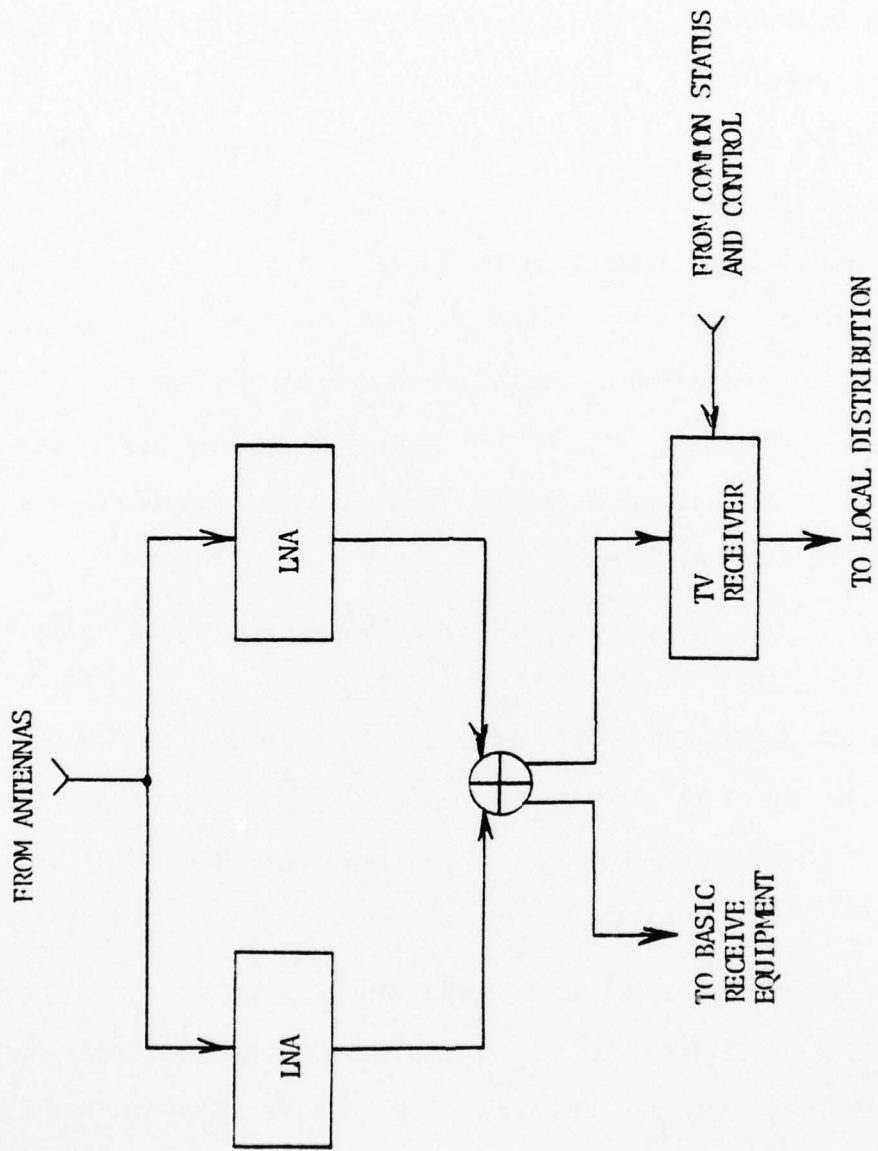 FROM ANTENNAS
LNA
LNA
TO BASIC
RECEIVE
EQUIPMENT
TV
RECEIVER
FROM COMMON STATUS
AND CONTROL
TO LOCAL DISTRIBUTION